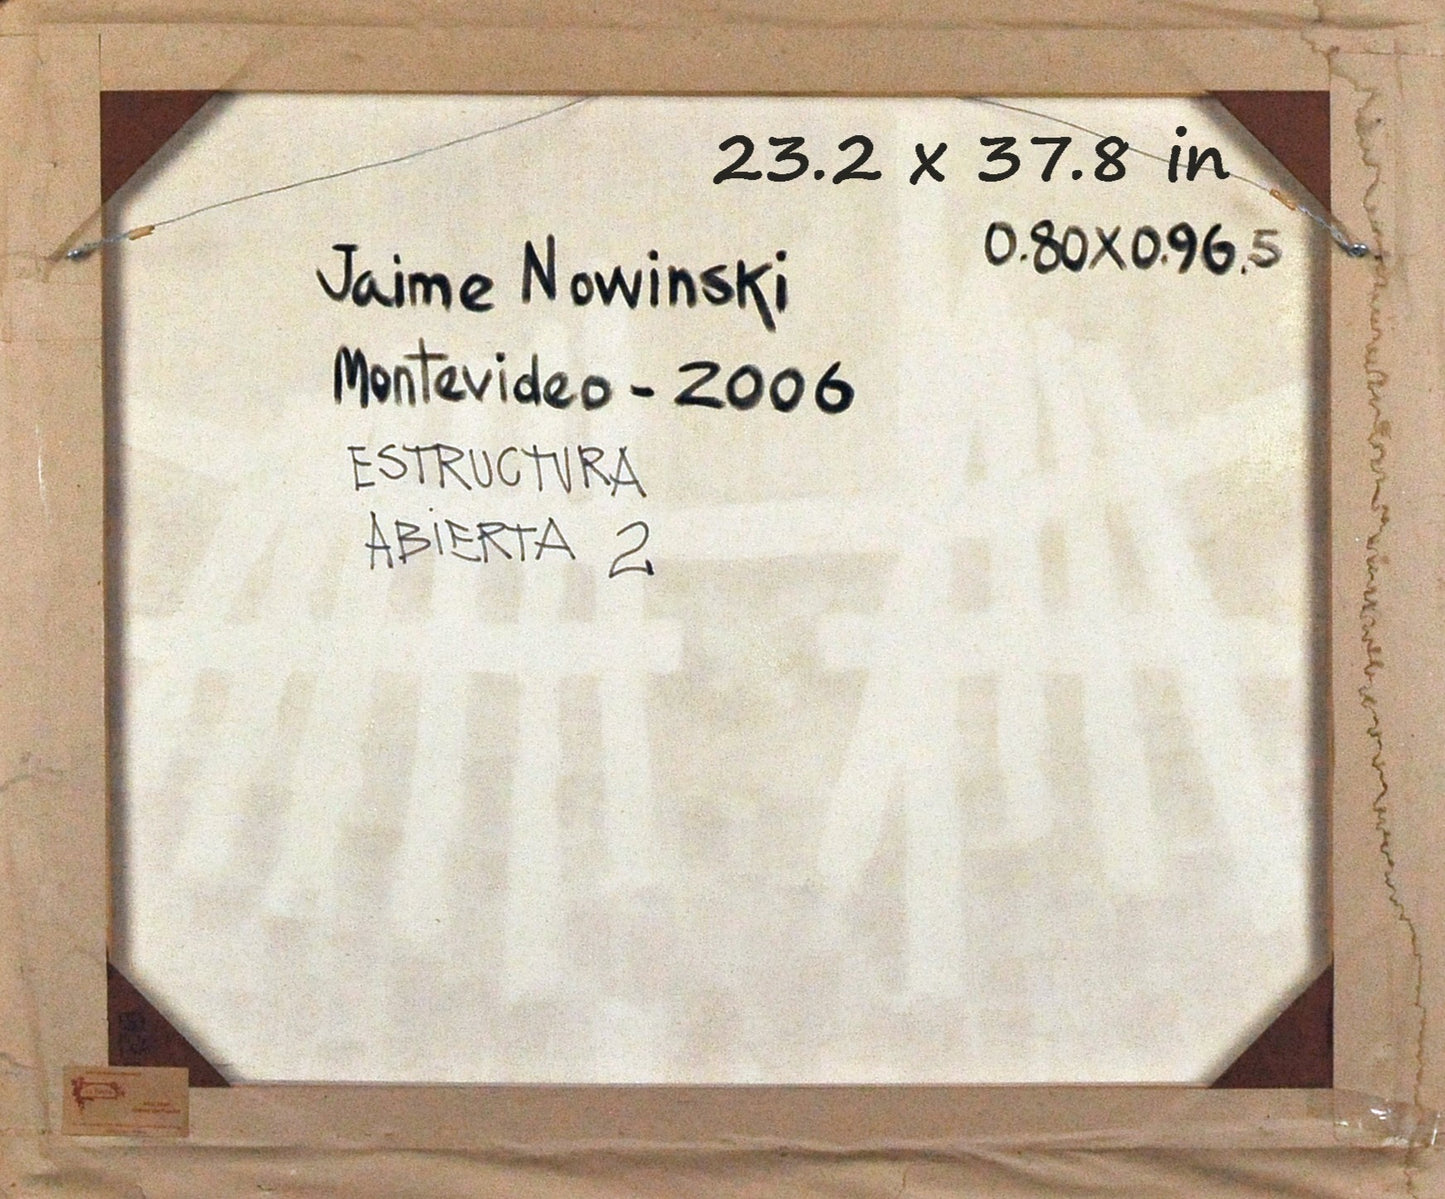 23.2 x 37.8 in
0.80X0.96.5
Jaime Nowinski
Montevideo - 2006
ESTRUCTURA
ABIERTA 2